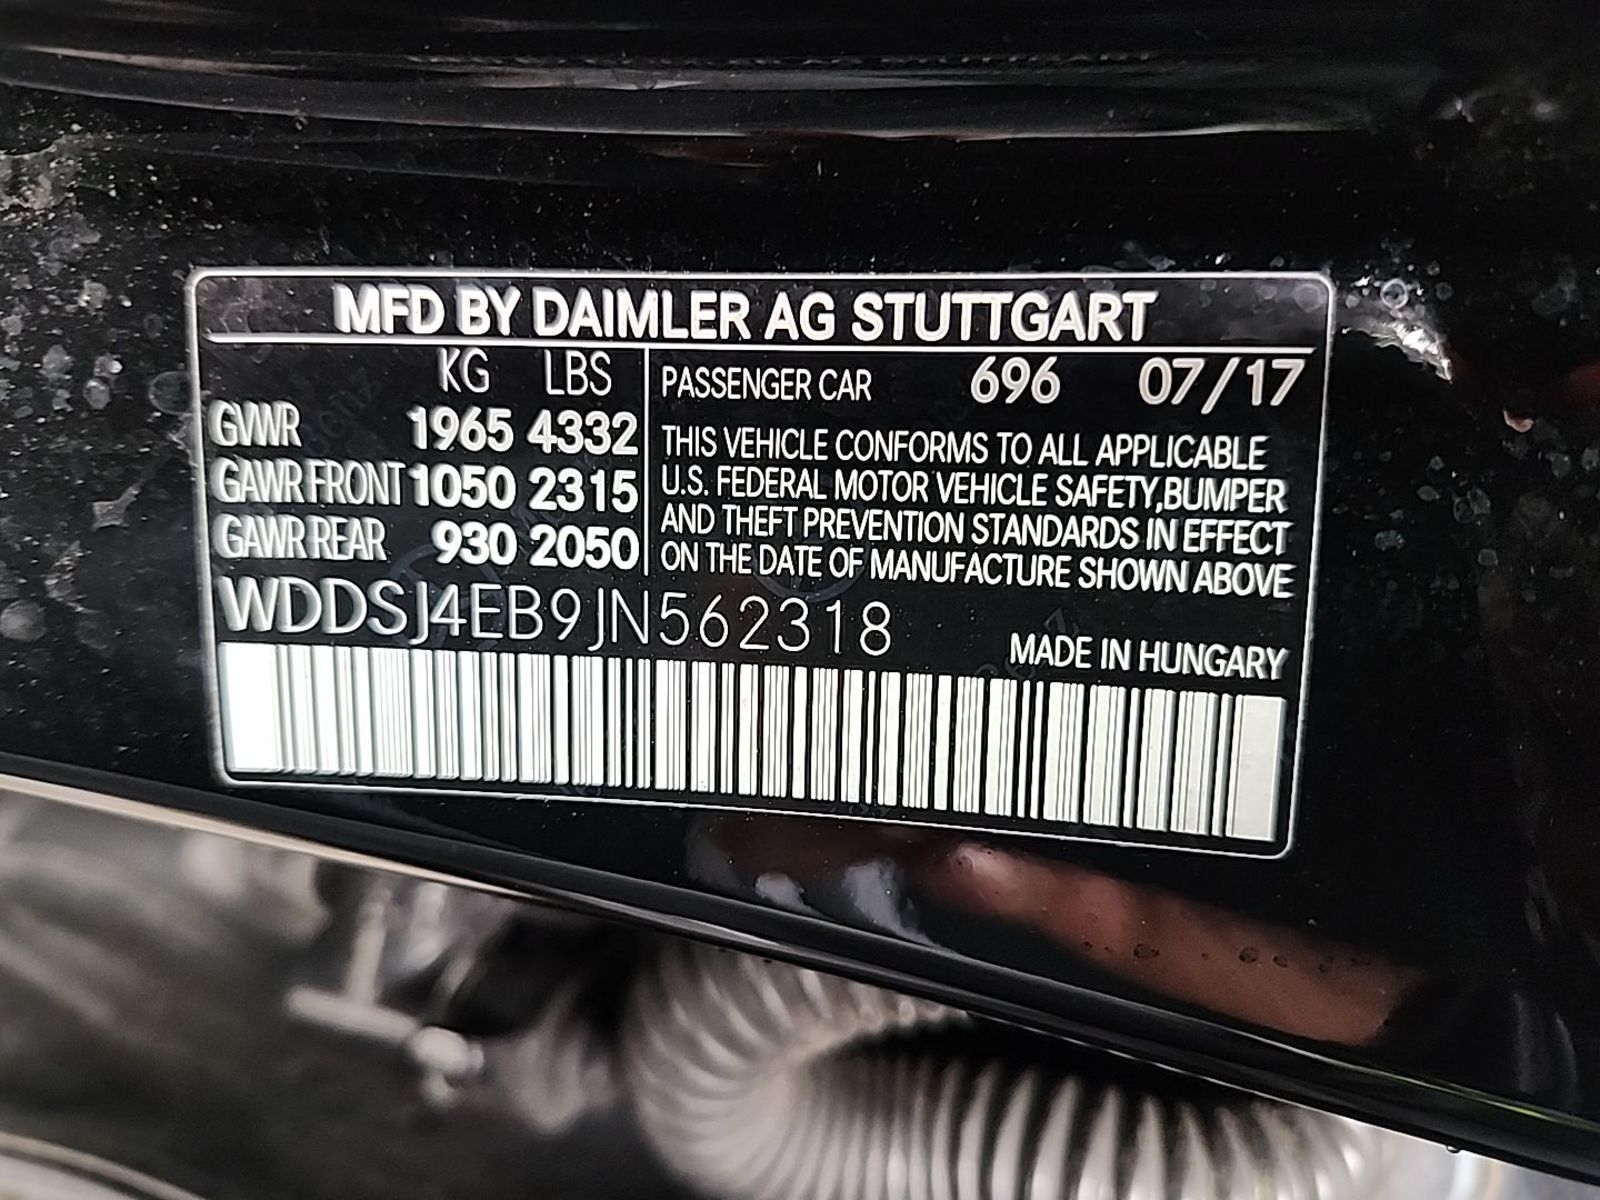 MFD BY DAIMLER AG STUTTGART
KG LBS
GVWR 1965 4332
GAWR FRONT 1050 2315
GAWR REAR 930 2050
PASSENGER CAR 696 07/17
THIS VEHICLE CONFORMS TO ALL APPLICABLE
U.S. FEDERAL MOTOR VEHICLE SAFETY,BUMPER
AND THEFT PREVENTION STANDARDS IN EFFECT
ON THE DATE OF MANUFACTURE SHOWN ABOVE
WDDSJ4EB9JN562318
MADE IN HUNGARY